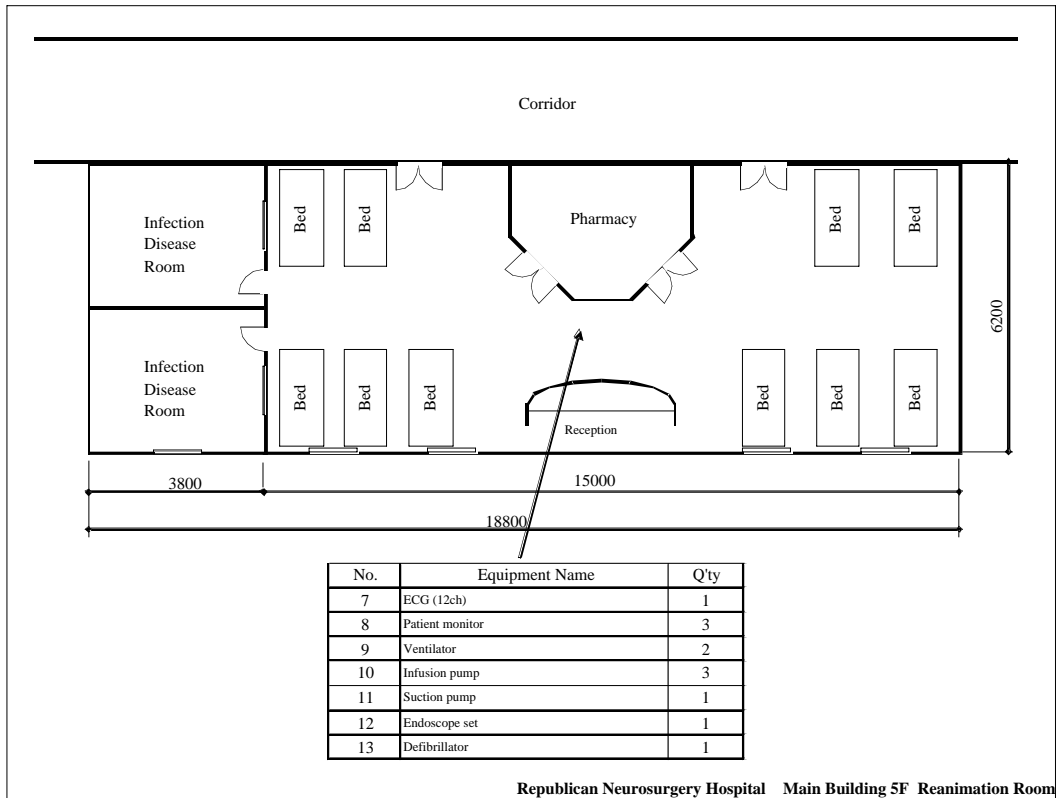 Corridor
Infection
Disease
Room
Bed
Bed
Pharmacy
Bed
Bed
6200
Infection
Disease
Room
Bed
Bed
Bed
Reception
Bed
Bed
Bed
3800
15000
18800
No. Equipment Name Q'ty
7 ECG (12ch) 1
8 Patient monitor 3
9 Ventilator 2
10 Infusion pump 3
11 Suction pump 1
12 Endoscope set 1
13 Defibrillator 1
Republican Neurosurgery Hospital Main Building 5F Reanimation Room